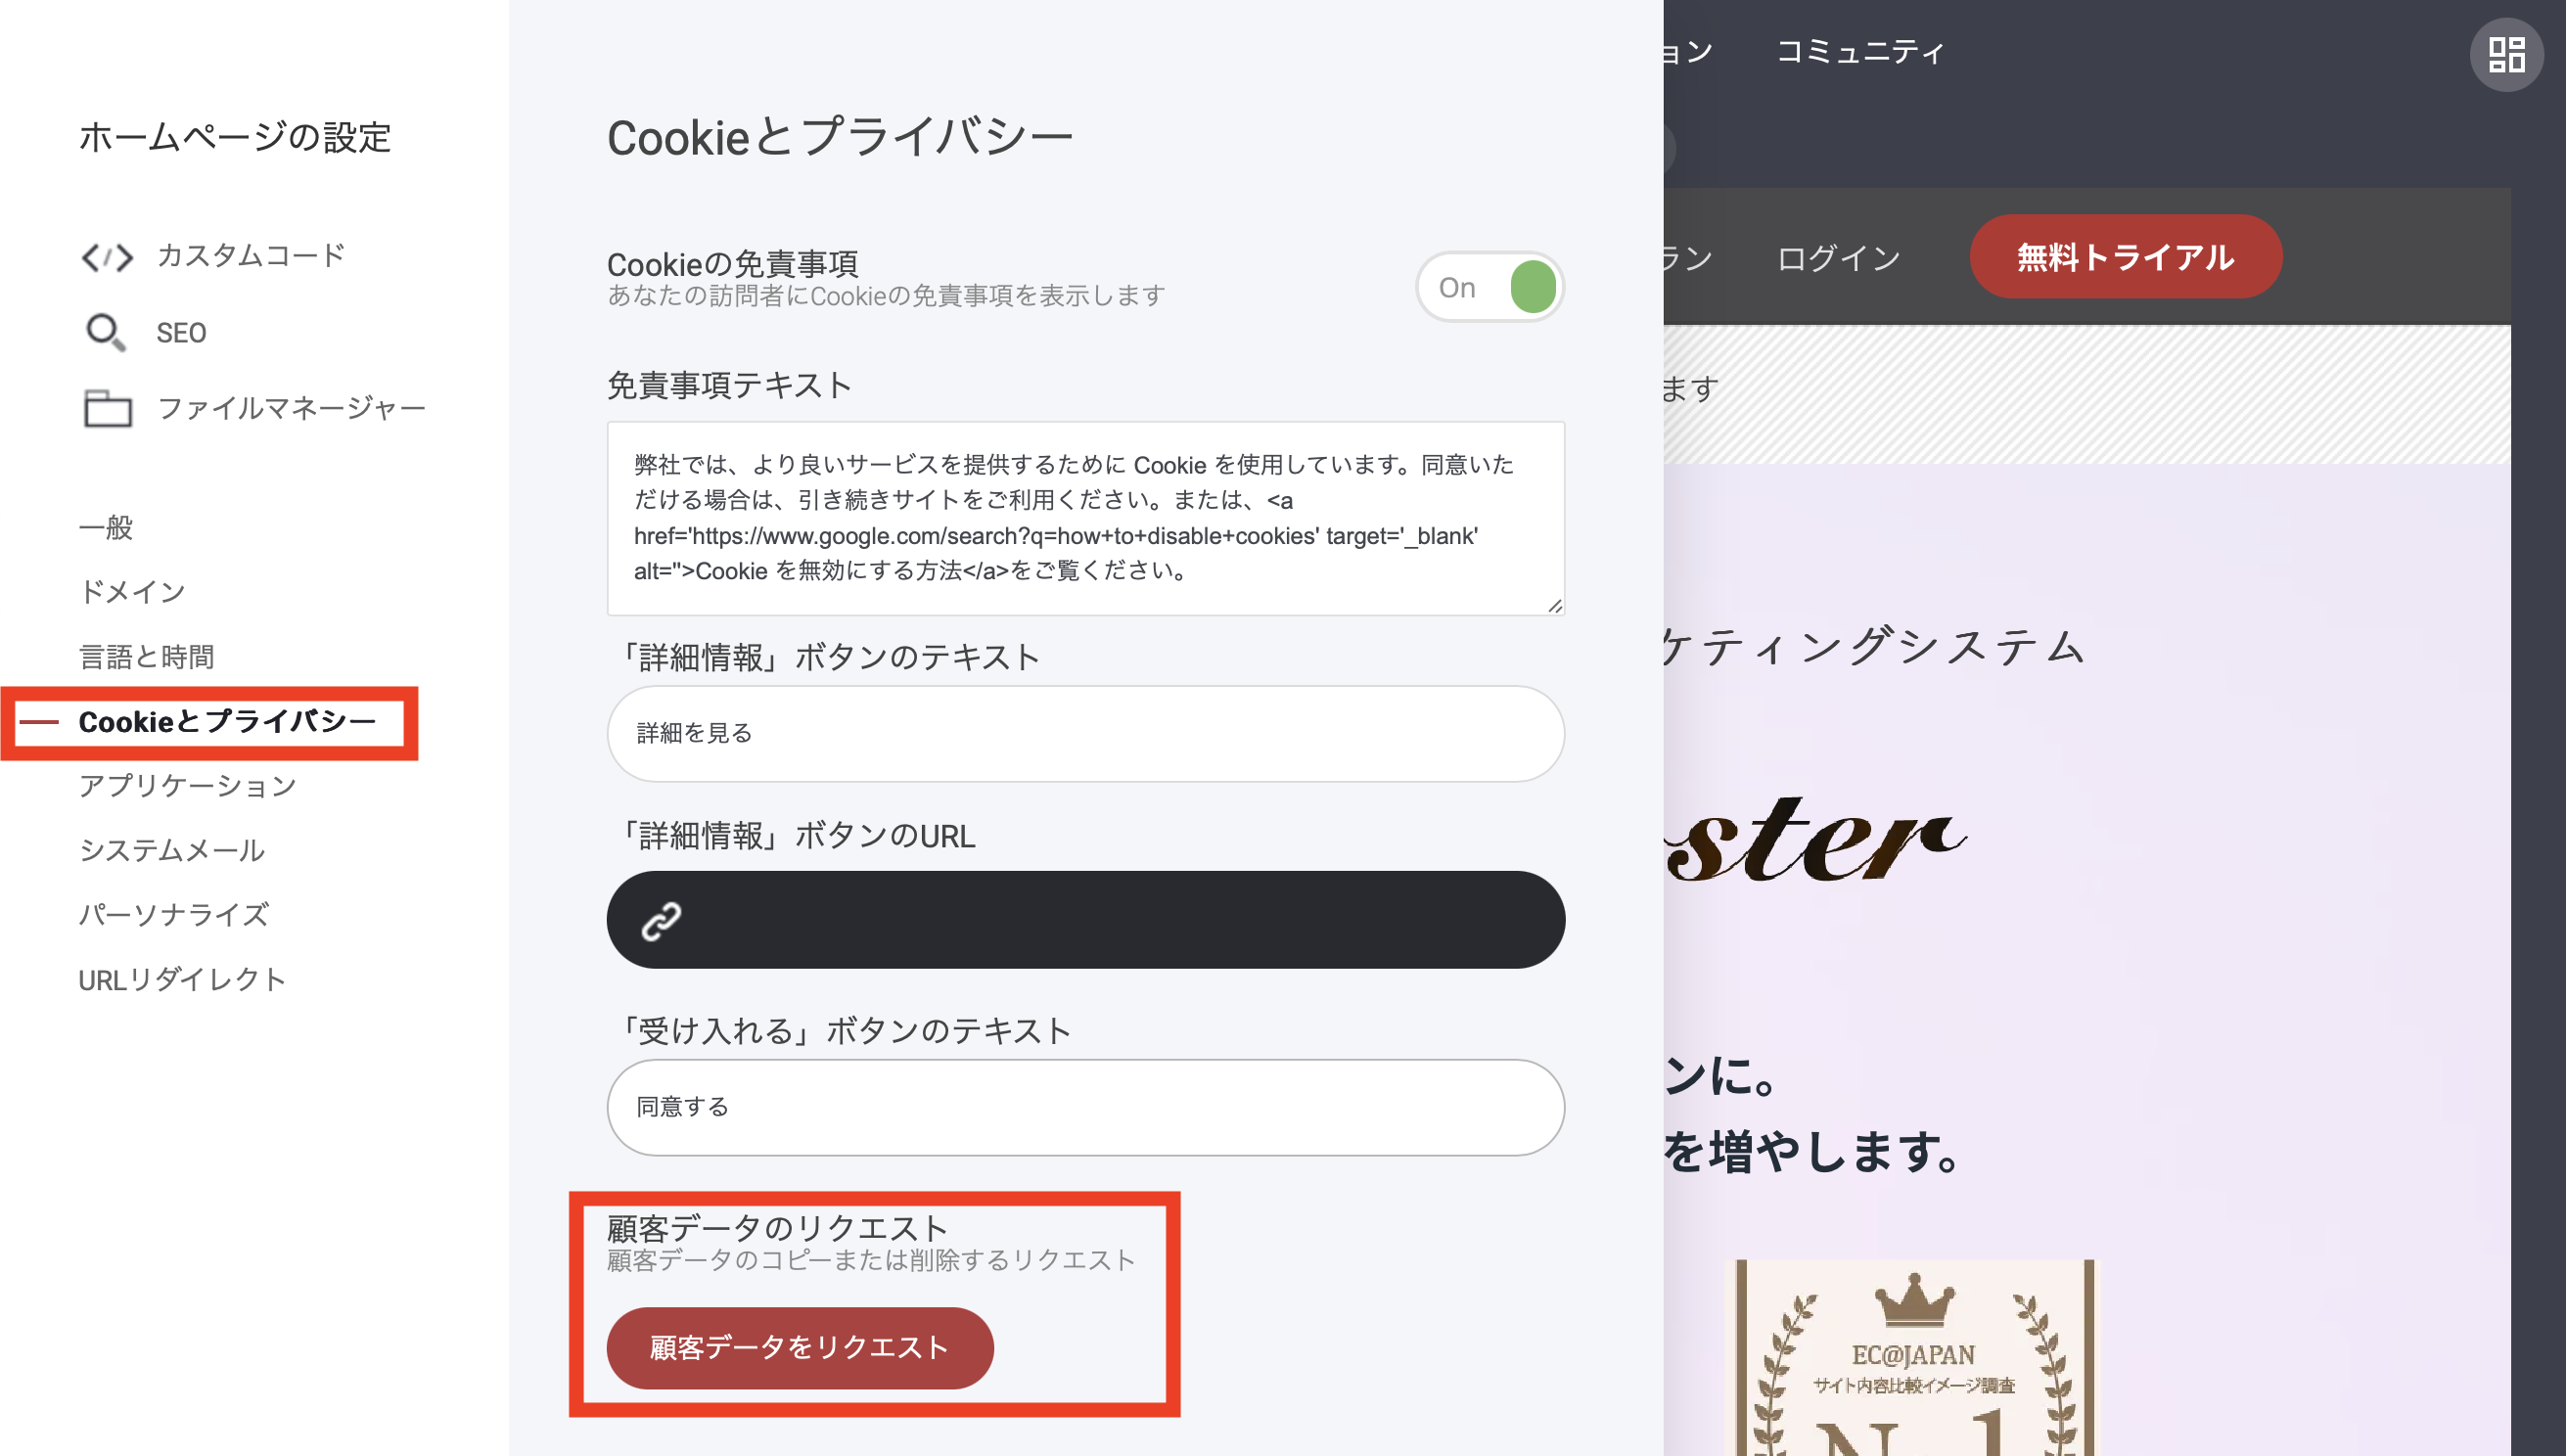 ホームページの設定
カスタムコード
SEO
ファイルマネージャー
一般
ドメイン
言語と時間
Cookieとプライバシー
アプリケーション
システムメール
パーソナライズ
URLリダイレクト
Cookieとプライバシー
Cookieの免責事項
あなたの訪問者にCookieの免責事項を表示します
On
免責事項テキスト
弊社では、より良いサービスを提供するために Cookie を使用しています。同意いた
だける場合は、引き続きサイトをご利用ください。または、<a
href='https://www.google.com/search?q=how+to+disable+cookies' target='_blank'
alt=''>Cookie を無効にする方法</a>をご覧ください。
「詳細情報」ボタンのテキスト
詳細を見る
「詳細情報」ボタンのURL
「受け入れる」ボタンのテキスト
同意する
顧客データのリクエスト
顧客データのコピーまたは削除するリクエスト
顧客データをリクエスト
ョン コミュニティ
ラン ログイン 無料トライアル
ます
ケティングシステム
ster
ンに。
を増やします。
EC@JAPAN
サイト内容比較イメージ調査